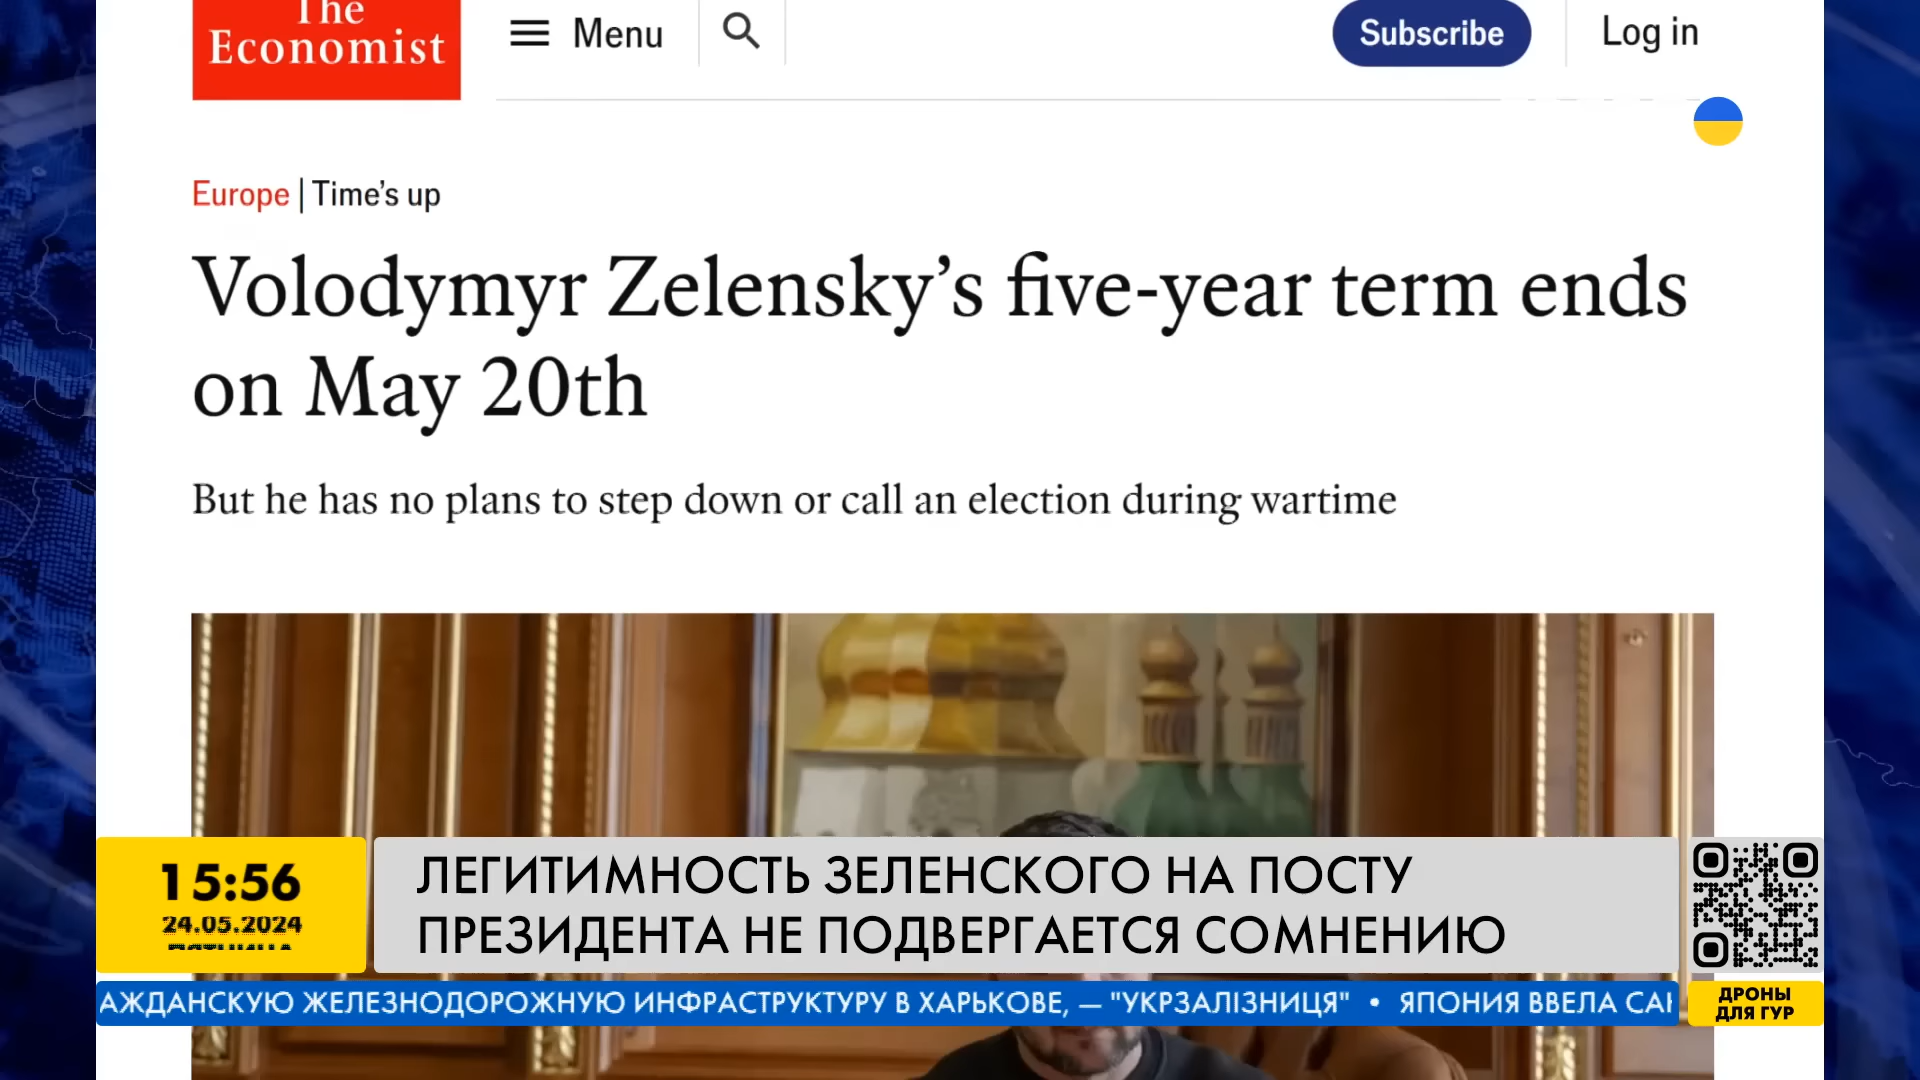 The
Economist
Menu
Subscribe
Log in
Europe | Time’s up
Volodymyr Zelensky’s five-year term ends
on May 20th
But he has no plans to step down or call an election during wartime
15:56
24.05.2024
ЛЕГИТИМНОСТЬ ЗЕЛЕНСКОГО НА ПОСТУ
ПРЕЗИДЕНТА НЕ ПОДВЕРГАЕТСЯ СОМНЕНИЮ
АЖДАНСКУЮ ЖЕЛЕЗНОДОРОЖНУЮ ИНФРАСТРУКТУРУ В ХАРЬКОВЕ, — "УКРЗАЛІЗНИЦЯ" • ЯПОНИЯ ВВЕЛА
ДРОНЫ
ДЛЯ ГУР